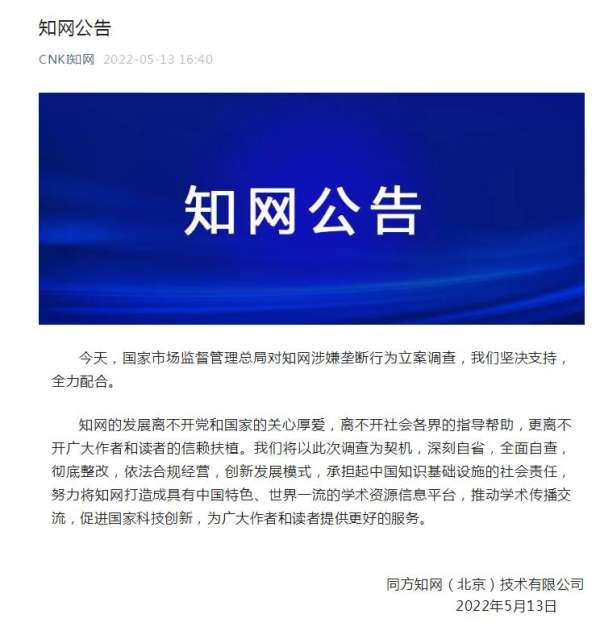 知网公告
CNKI知网 2022-05-13 16:40
知网公告
今天，国家市场监督管理总局对知网涉嫌垄断行为立案调查，我们坚决支持，
全力配合。
知网的发展离不开党和国家的关心厚爱，离不开社会各界的指导帮助，更离不
开广大作者和读者的信赖扶植。我们将以此次调查为契机，深刻自省，全面自查，
彻底整改，依法合规经营，创新发展模式，承担起中国知识基础设施的社会责任，
努力将知网打造成具有中国特色、世界一流的学术资源信息平台，推动学术传播交
流，促进国家科技创新，为广大作者和读者提供更好的服务。
同方知网（北京）技术有限公司
2022年5月13日